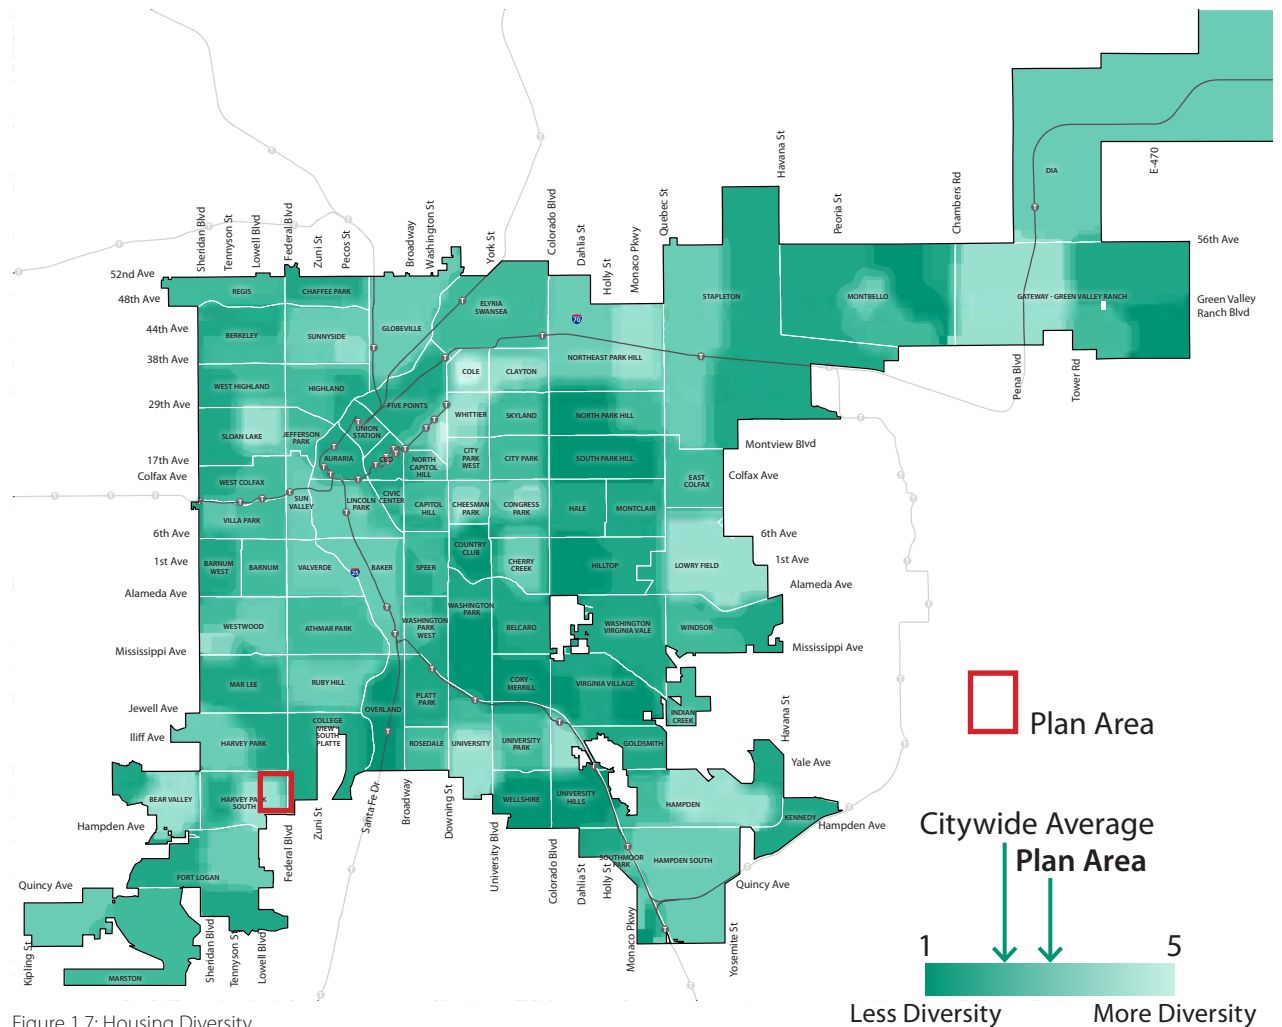 Sheridan Blvd
Tennyson St
Lowell Blvd
Federal Blvd
Zuni St
Pecos St
Broadway
Washington St
York St
Colorado Blvd
Dahlia St
Holly St
Monaco Pkwy
Quebec St
Havana St
Peoria St
Chambers Rd
E-470
DIA
56th Ave
Green Valley
Ranch Blvd
52nd Ave
48th Ave
44th Ave
38th Ave
29th Ave
17th Ave
Colfax Ave
6th Ave
1st Ave
Alameda Ave
Mississippi Ave
Jewell Ave
Iliff Ave
Hampden Ave
Quincy Ave
REGIS
CHAFFEE PARK
BERKELEY
SUNNYSIDE
GLOBEVILLE
ELYRIA
SWANSEA
70
STAPLETON
MONTBELLO
GATEWAY - GREEN VALLEY RANCH
Pena Blvd
Tower Rd
WEST HIGHLAND
HIGHLAND
COLE
CLAYTON
NORTHEAST PARK HILL
FIVE POINTS
WHITTIER
SKYLAND
NORTH PARK HILL
SLOAN LAKE
JEFFERSON
PARK
UNION
STATION
AURARIA
CBD
NORTH
CAPITOL
HILL
CITY
PARK
WEST
CITY PARK
SOUTH PARK HILL
Montview Blvd
Colfax Ave
EAST
COLFAX
WEST COLFAX
SUN
VALLEY
LINCOLN
PARK
CIVIC
CENTER
CAPITOL
HILL
CHEESMAN
PARK
CONGRESS
PARK
HALE
MONTCLAIR
VILLA PARK
6th Ave
1st Ave
Alameda Ave
BARNUM
WEST
BARNUM
VALVERDE
25
BAKER
SPEER
COUNTRY
CLUB
CHERRY
CREEK
HILLTOP
LOWRY FIELD
WESTWOOD
ATHMAR PARK
WASHINGTON
PARK
WEST
WASHINGTON
PARK
BELCARO
WASHINGTON
VIRGINIA VALE
WINDSOR
Mississippi Ave
MAR LEE
RUBY HILL
OVERLAND
PLATT
PARK
CORY -
MERRILL
VIRGINIA VILLAGE
INDIAN
CREEK
HARVEY PARK
COLLEGE
VIEW -
SOUTH
PLATTE
ROSEDALE
UNIVERSITY
UNIVERSITY
PARK
GOLDSMITH
Havana St
Yale Ave
BEAR VALLEY
HARVEY PARK
SOUTH
WELLSHIRE
UNIVERSITY
HILLS
HAMPDEN
KENNEDY
Hampden Ave
Zuni St
Santa Fe Dr
Broadway
Downing St
University Blvd
Colorado Blvd
Dahlia St
Holly St
SOUTHMOOR
PARK
HAMPDEN SOUTH
Quincy Ave
Monaco Pkwy
Yosemite St
FORT LOGAN
Federal Blvd
Kipling St
Sheridan Blvd
Tennyson St
Lowell Blvd
MARSTON
Plan Area
Citywide Average
Plan Area
1
5
Less Diversity
More Diversity
Figure 1.7: Housing Diversity